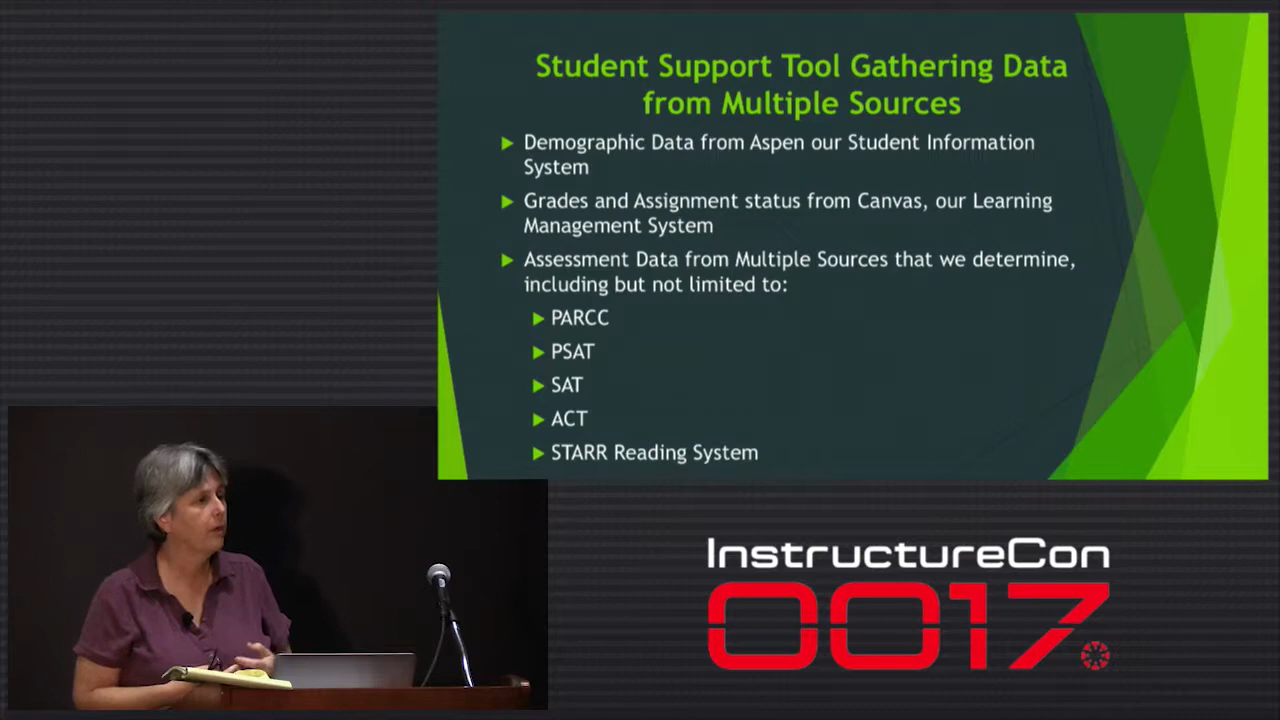 Student Support Tool Gathering Data
from Multiple Sources
Demographic Data from Aspen our Student Information
System
Grades and Assignment status from Canvas, our Learning
Management System
Assessment Data from Multiple Sources that we determine,
including but not limited to:
PARCC
PSAT
SAT
ACT
STARR Reading System
InstructureCon
0017